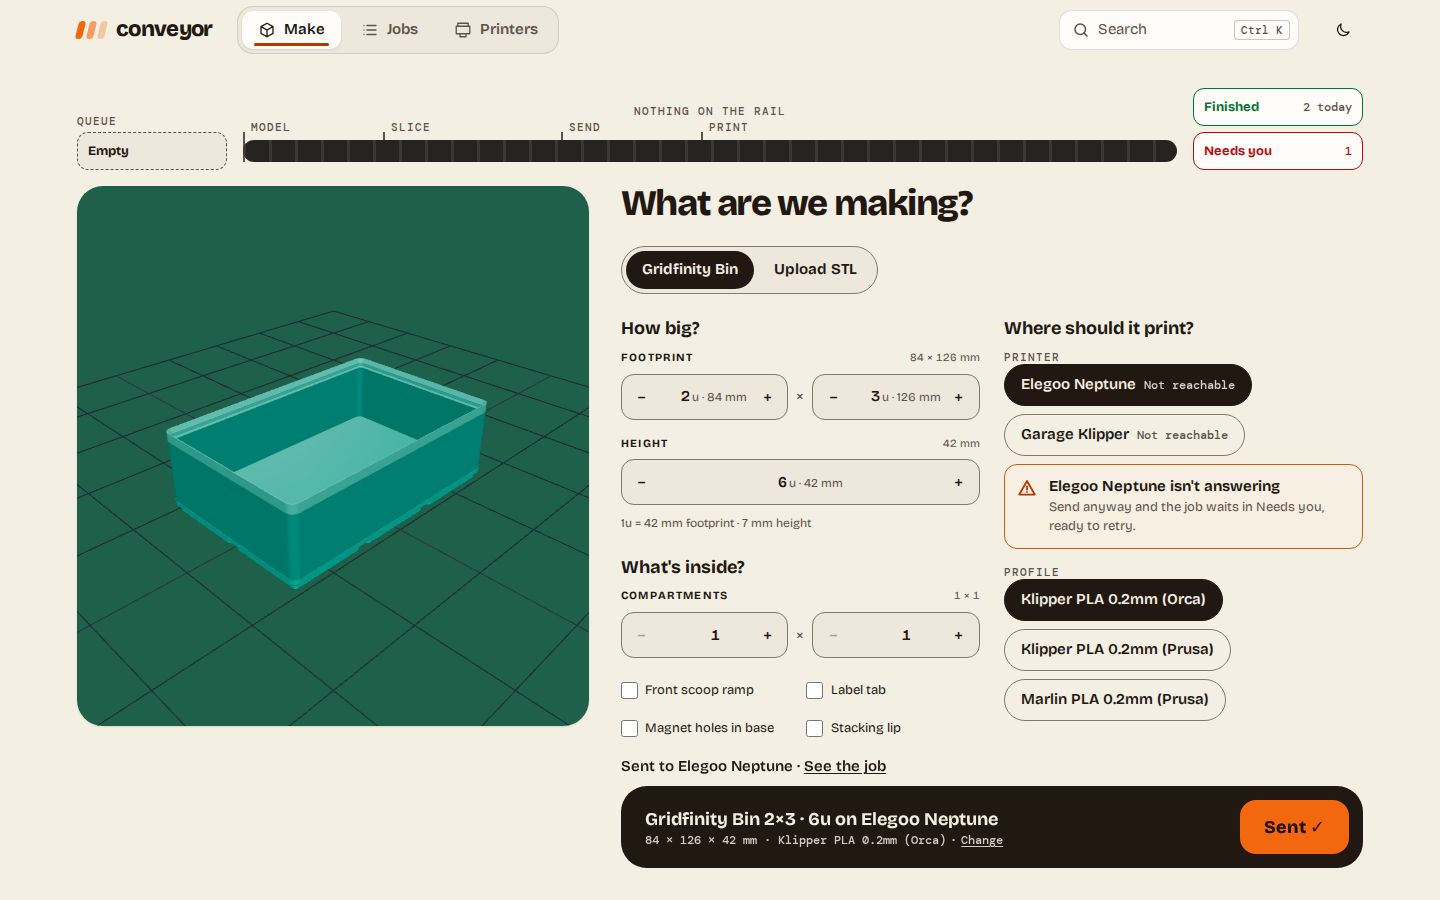 conveyor
Make
Jobs
Printers
Search
Ctrl K
QUEUE
Empty
NOTHING ON THE RAIL
MODEL
SLICE
SEND
PRINT
Finished 2 today
Needs you 1
What are we making?
Gridfinity Bin
Upload STL
How big?
FOOTPRINT 84 × 126 mm
− 2 u · 84 mm + × − 3 u · 126 mm +
HEIGHT 42 mm
− 6 u · 42 mm +
1u = 42 mm footprint · 7 mm height
What's inside?
COMPARTMENTS 1 × 1
− 1 + × − 1 +
Front scoop ramp
Label tab
Magnet holes in base
Stacking lip
Where should it print?
PRINTER
Elegoo Neptune Not reachable
Garage Klipper Not reachable
Elegoo Neptune isn't answering
Send anyway and the job waits in Needs you,
ready to retry.
PROFILE
Klipper PLA 0.2mm (Orca)
Klipper PLA 0.2mm (Prusa)
Marlin PLA 0.2mm (Prusa)
Sent to Elegoo Neptune · See the job
Gridfinity Bin 2×3 · 6u on Elegoo Neptune
84 × 126 × 42 mm · Klipper PLA 0.2mm (Orca) · Change
Sent ✓